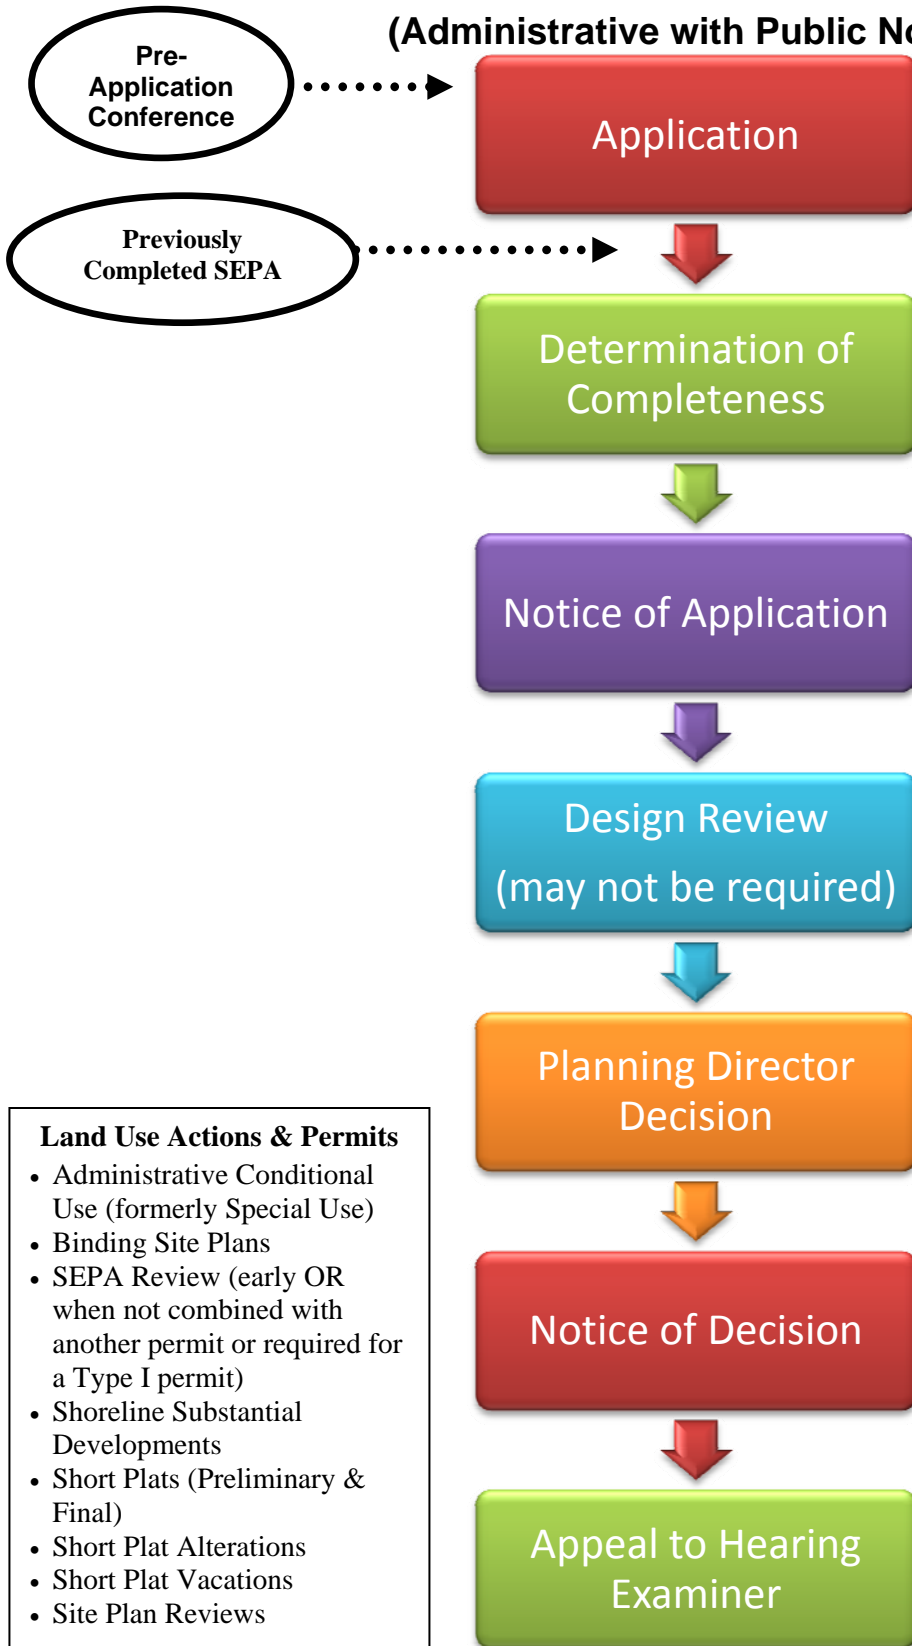 (Administrative with Public No
Pre-
Application
Conference
Application
Previously
Completed SEPA
Determination of
Completeness
Notice of Application
Design Review
(may not be required)
Planning Director
Decision
Land Use Actions & Permits
• Administrative Conditional
Use (formerly Special Use)
• Binding Site Plans
• SEPA Review (early OR
when not combined with
another permit or required for
a Type I permit)
• Shoreline Substantial
Developments
• Short Plats (Preliminary &
Final)
• Short Plat Alterations
• Short Plat Vacations
• Site Plan Reviews
Notice of Decision
Appeal to Hearing
Examiner